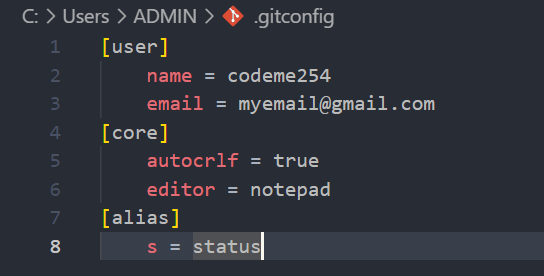 C: > Users > ADMIN > .gitconfig
1 [user]
2 name = codeme254
3 email = myemail@gmail.com
4 [core]
5 autocrlf = true
6 editor = notepad
7 [alias]
8 s = status